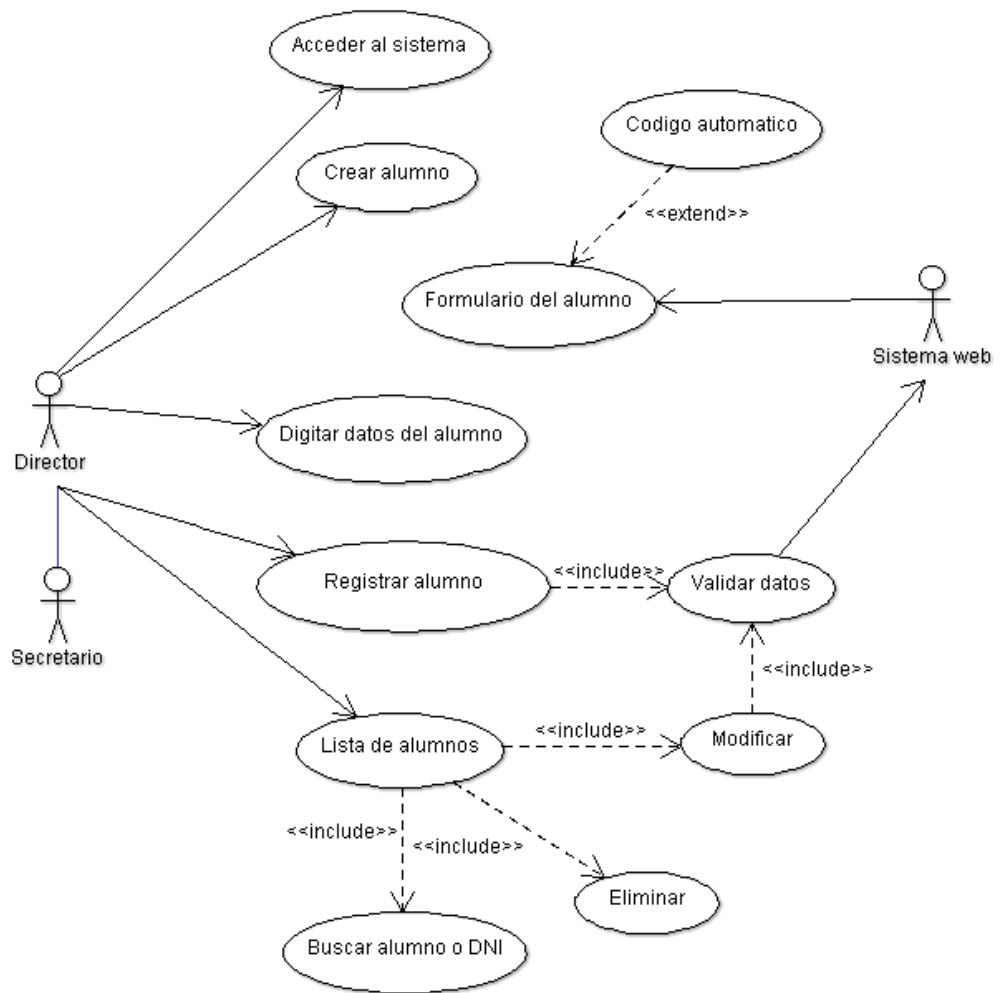 Acceder al sistema
Codigo automatico
Crear alumno
<<extend>>
Formulario del alumno
Sistema web
Digitar datos del alumno
Director
Registrar alumno
<<include>>
Validar datos
Secretario
<<include>>
Lista de alumnos
<<include>>
Modificar
<<include>>
<<include>>
Eliminar
Buscar alumno o DNI